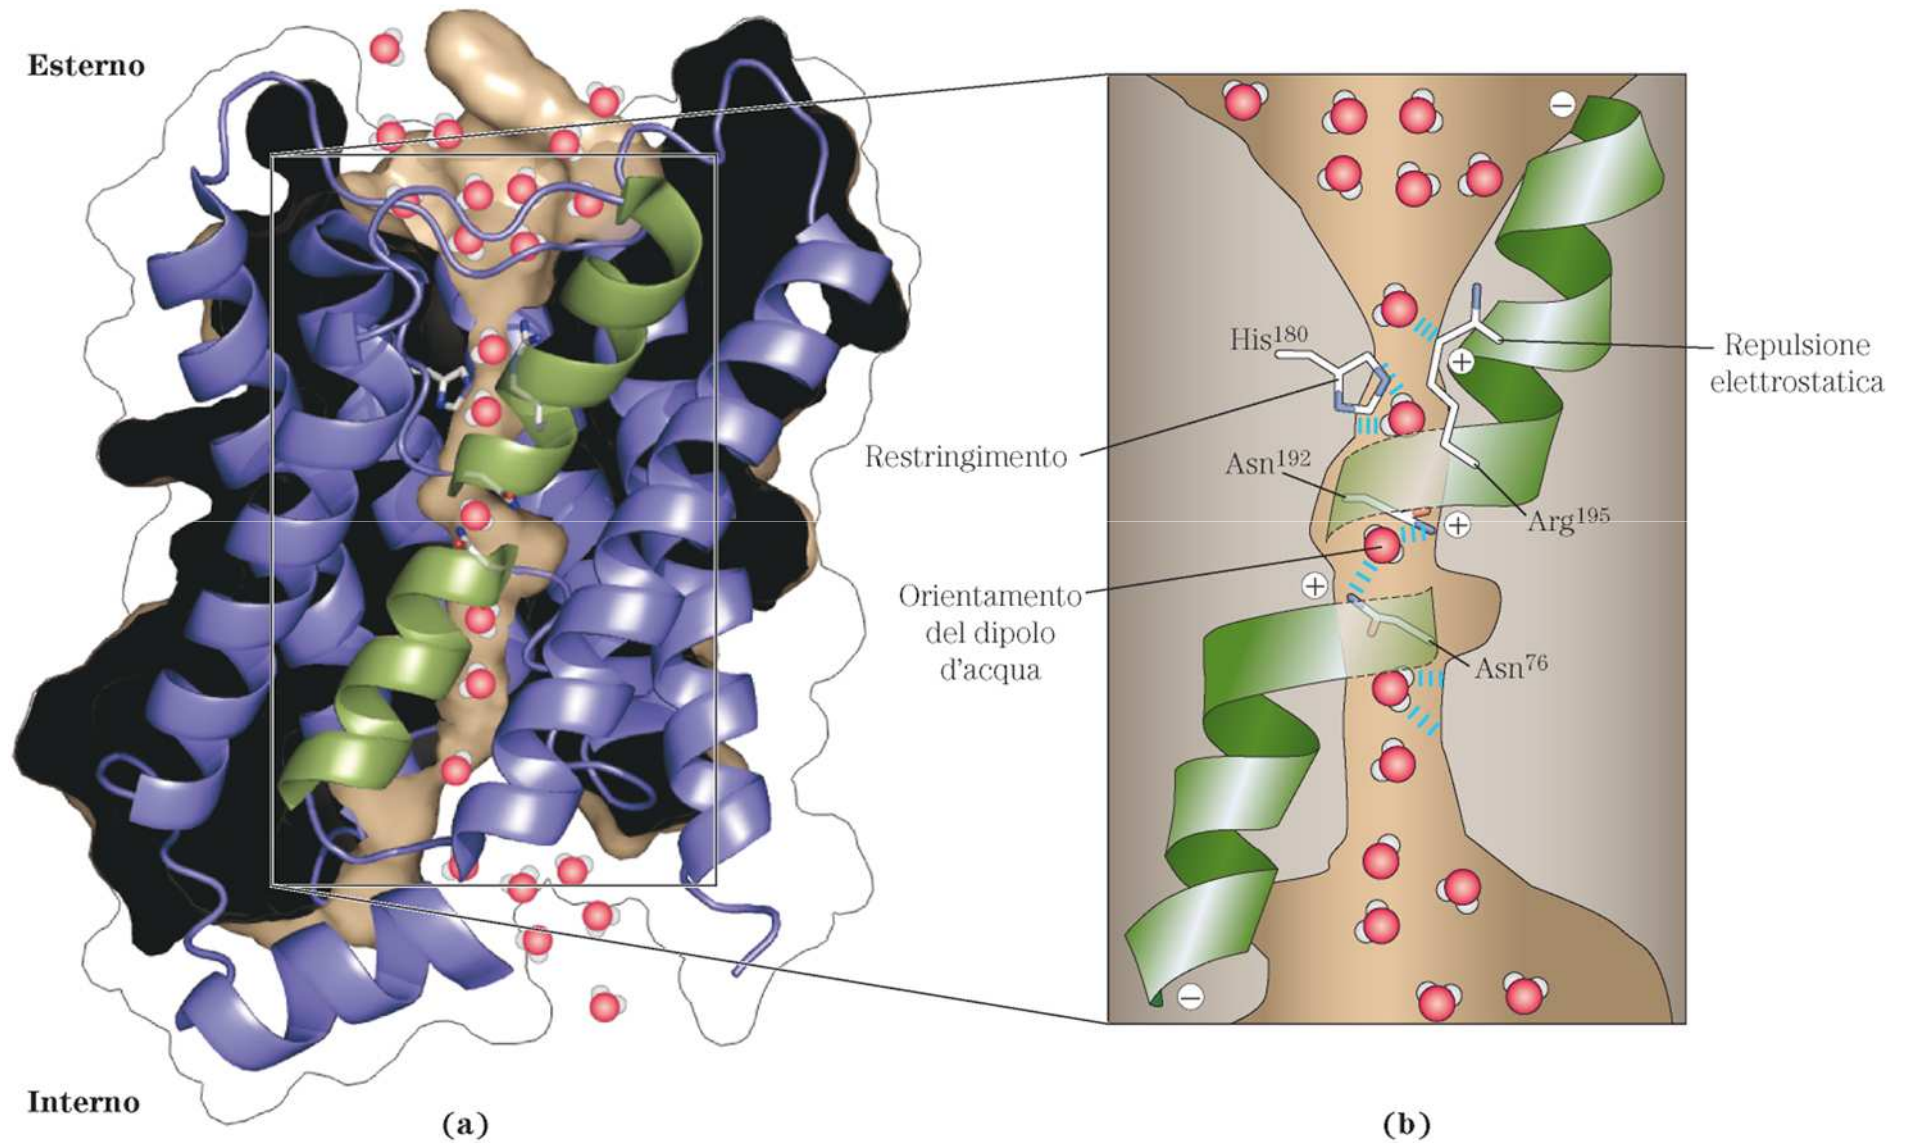 Esterno
Interno
(a)
His180
Restringimento
Asn192
Orientamento
del dipolo
d'acqua
−
+
Repulsione
elettrostatica
Arg195
+
+
Asn76
−
(b)